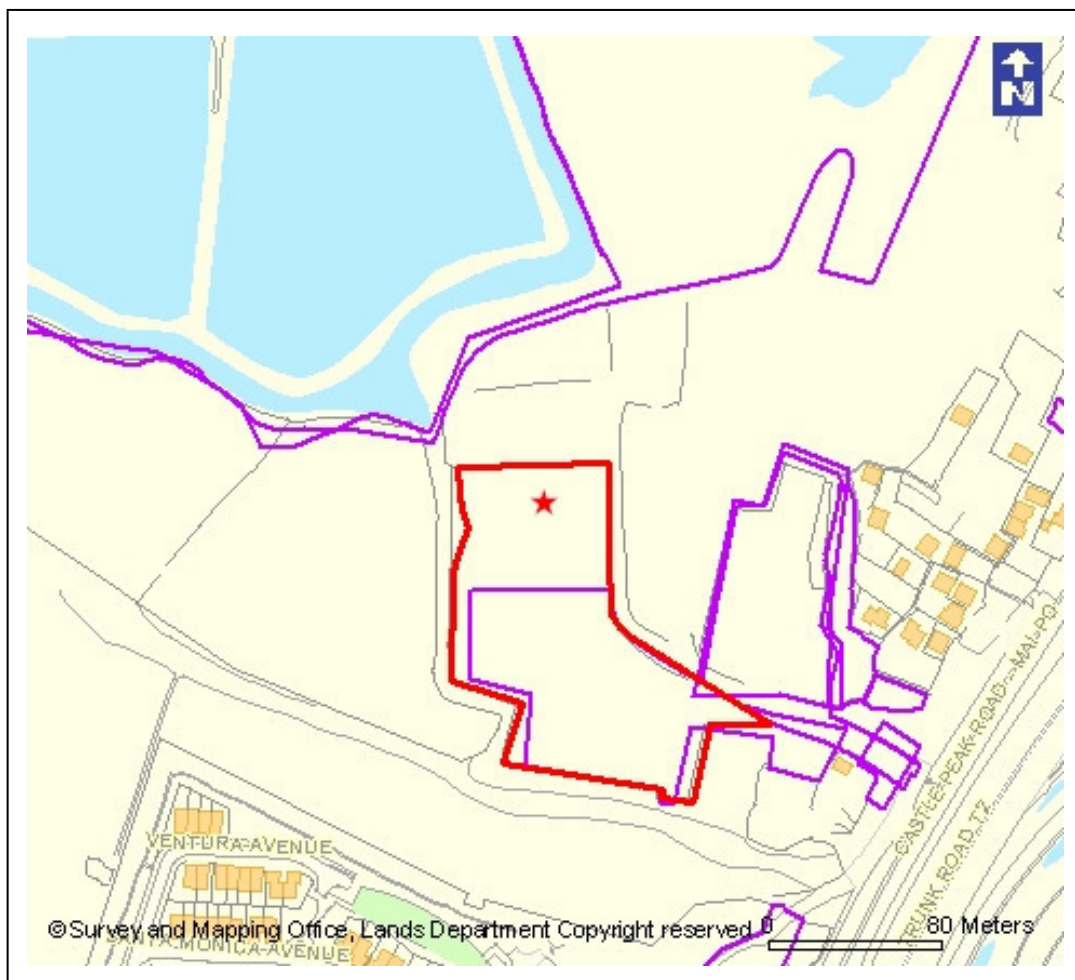 N
CASTLE-PEAK-ROAD--MAI-PO
TRUNK ROAD T2
VENTURA-AVENUE
SANTA-MONICA-AVENUE
©Survey and Mapping Office, Lands Department Copyright reserved 0 80 Meters